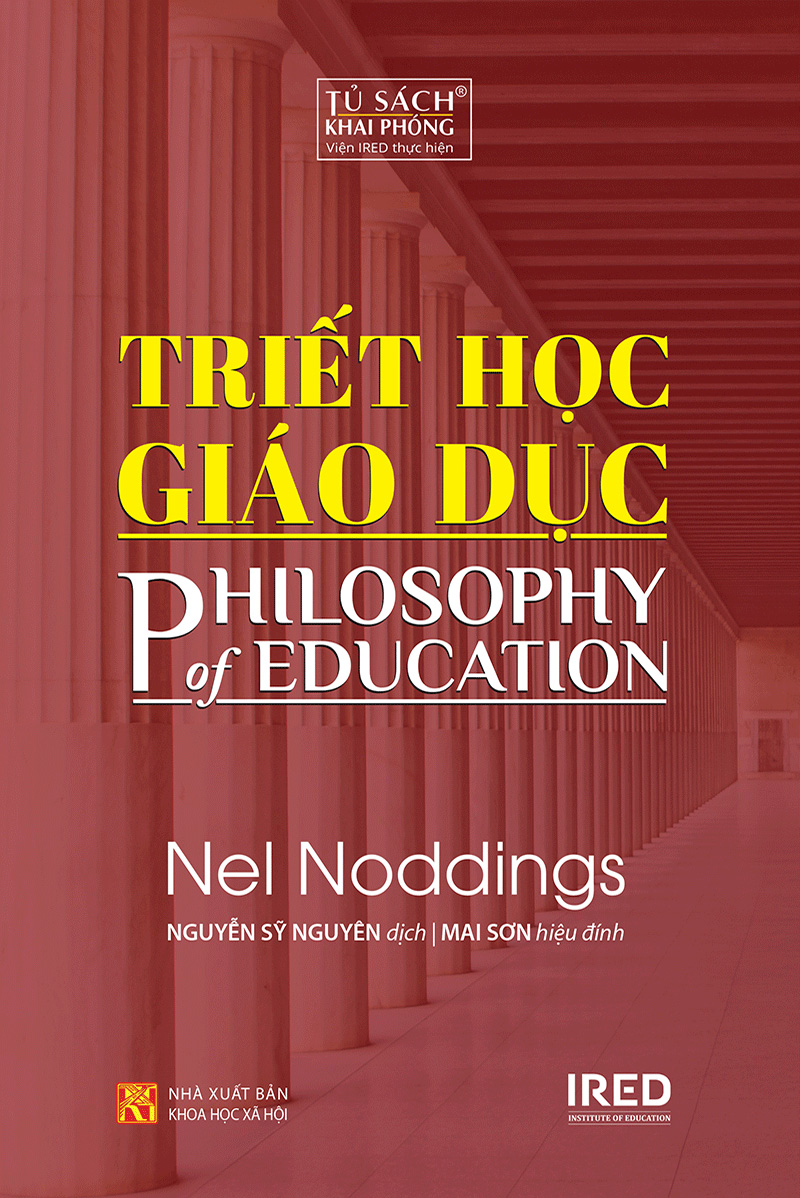 TỦ SÁCH®
KHAI PHÓNG
Viện IRED thực hiện
TRIẾT HỌC
GIÁO DỤC
PHILOSOPHY
of EDUCATION
Nel Noddings
NGUYỄN SỸ NGUYÊN dịch | MAI SƠN hiệu đính
NHÀ XUẤT BẢN
KHOA HỌC XÃ HỘI
IRED
INSTITUTE OF EDUCATION